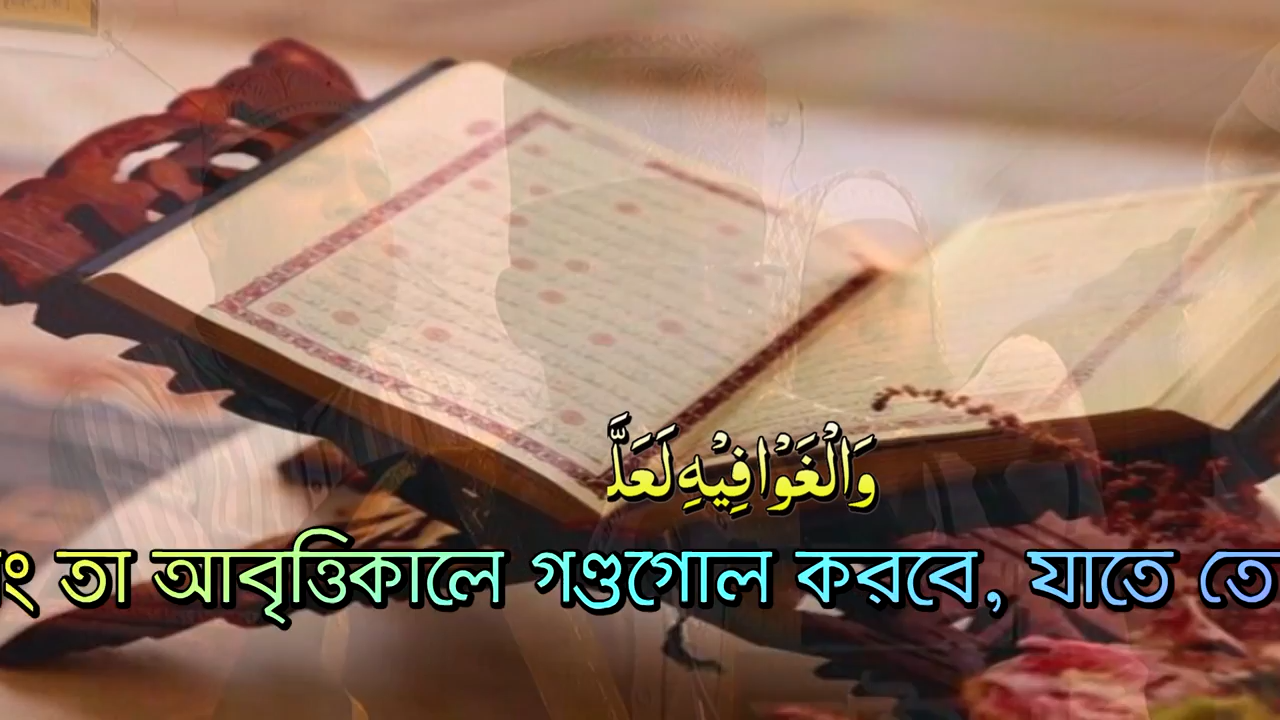 وَالْغَوْا فِيْهِ لَعَلَّ
ং তা আবৃত্তিকালে গণ্ডগোল করবে, যাতে তে